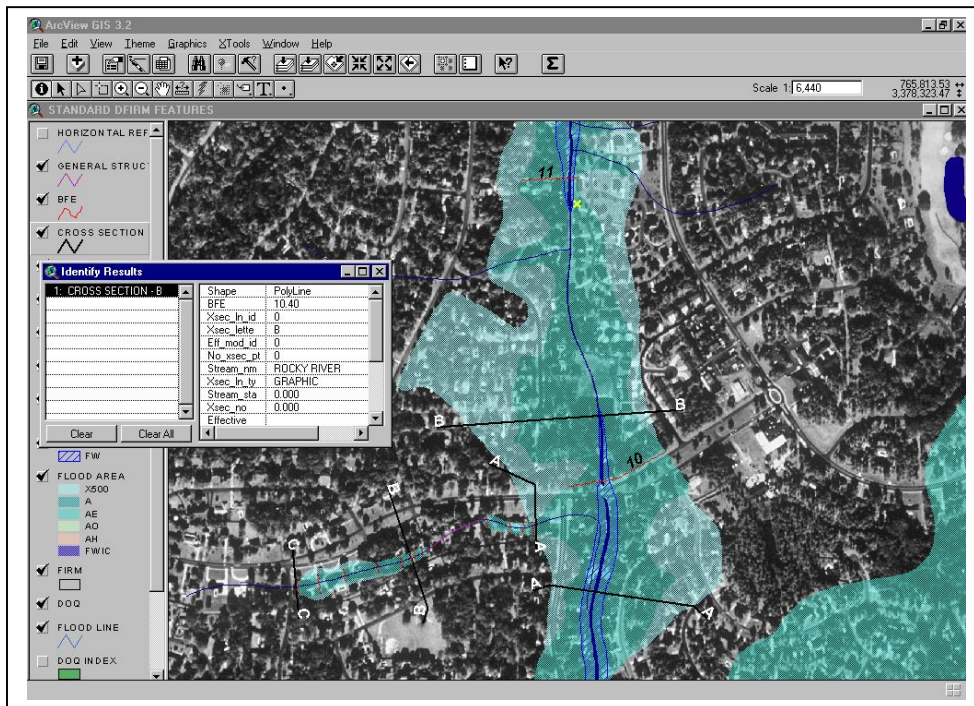 ArcView GIS 3.2
File Edit View Theme Graphics XTools Window Help
Scale 1: 6,440
765,813.53
3,378,323.47
STANDARD DFIRM FEATURES
HORIZONTAL REF
GENERAL STRUC
BFE
CROSS SECTION
Identify Results
1: CROSS SECTION - B
Shape PolyLine
BFE 10.40
Xsec_ln_id 0
Xsec_lette B
Eff_mod_id 0
No_xsec_pt 0
Stream_nm ROCKY RIVER
Xsec_ln_ty GRAPHIC
Stream_sta 0.000
Xsec_no 0.000
Effective
Clear Clear All
FW
FLOOD AREA
X500
A
AE
AO
AH
FWIC
FIRM
DOQ
FLOOD LINE
DOQ INDEX
11
B B
10
A
B
A
C
A
A
B
C